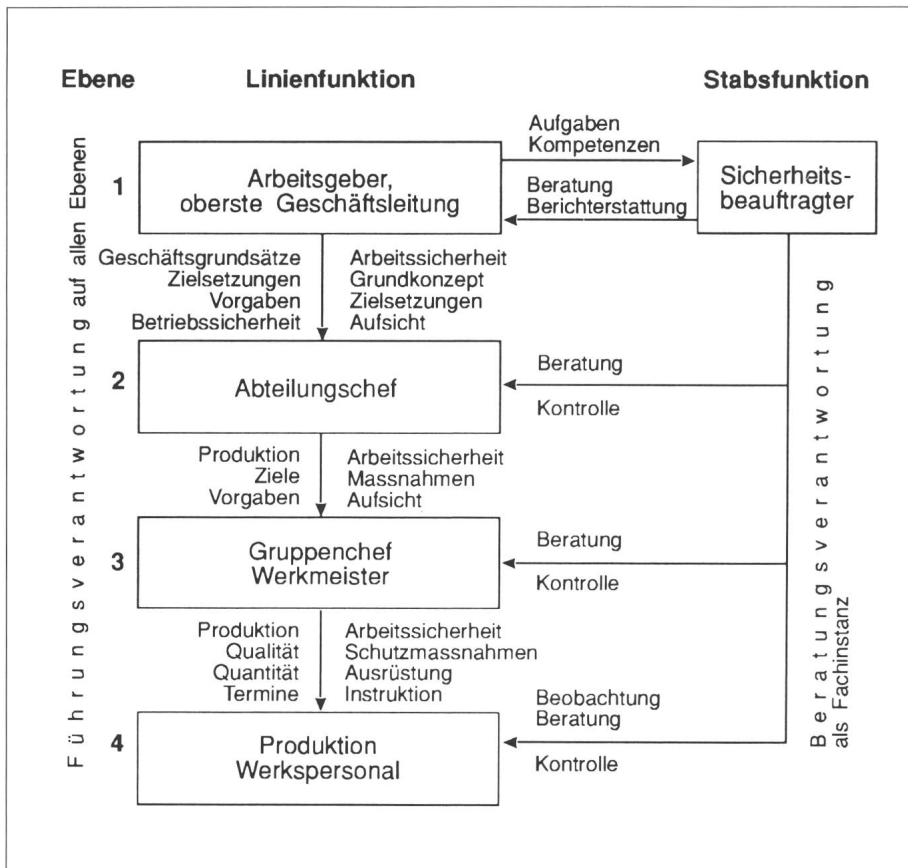 Ebene
Linienfunktion
Stabsfunktion
Führungsverantwortung auf allen Ebenen
1
Arbeitsgeber,
oberste Geschäftsleitung
Aufgaben
Kompetenzen
Beratung
Berichterstattung
Sicherheits-
beauftragter
Geschäftsgrundsätze
Zielsetzungen
Vorgaben
Betriebssicherheit
Arbeitssicherheit
Grundkonzept
Zielsetzungen
Aufsicht
2
Abteilungschef
Beratung
Kontrolle
Produktion
Ziele
Vorgaben
Arbeitssicherheit
Massnahmen
Aufsicht
3
Gruppenchef
Werkmeister
Beratung
Kontrolle
Produktion
Qualität
Quantität
Termine
Arbeitssicherheit
Schutzmassnahmen
Ausrüstung
Instruktion
4
Produktion
Werkspersonal
Beobachtung
Beratung
Kontrolle
Beratungsverantwortung
als Fachinstanz